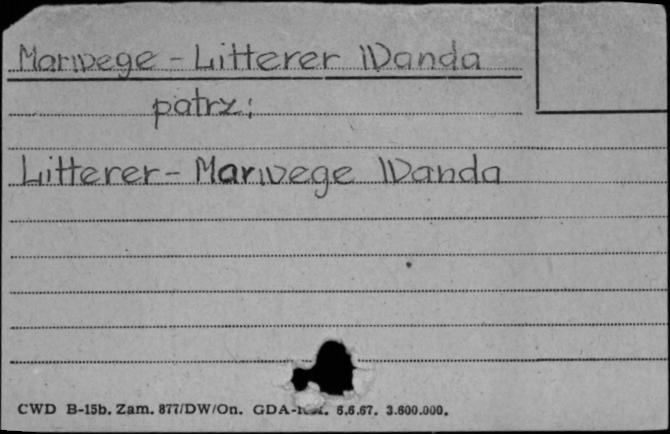 Marwege - Litterer Wanda
patrz:
Litterer - Marwege Wanda
CWD B-15b. Zam. 877/DW/On. GDA- 6.6.67. 3.600.000.